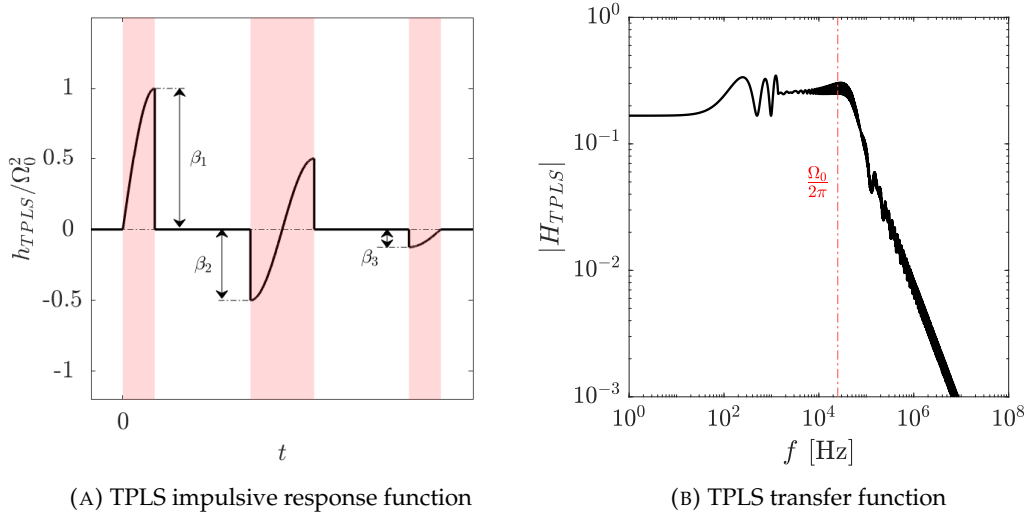 1
0.5
0
-0.5
-1
h_{TPLS}/Ω_0^2
β_1
β_2
β_3
0
t
(A) TPLS impulsive response function
10^0
10^{-1}
10^{-2}
10^{-3}
|H_{TPLS}|
Ω_0
2π
10^0
10^2
10^4
10^6
10^8
f [Hz]
(B) TPLS transfer function